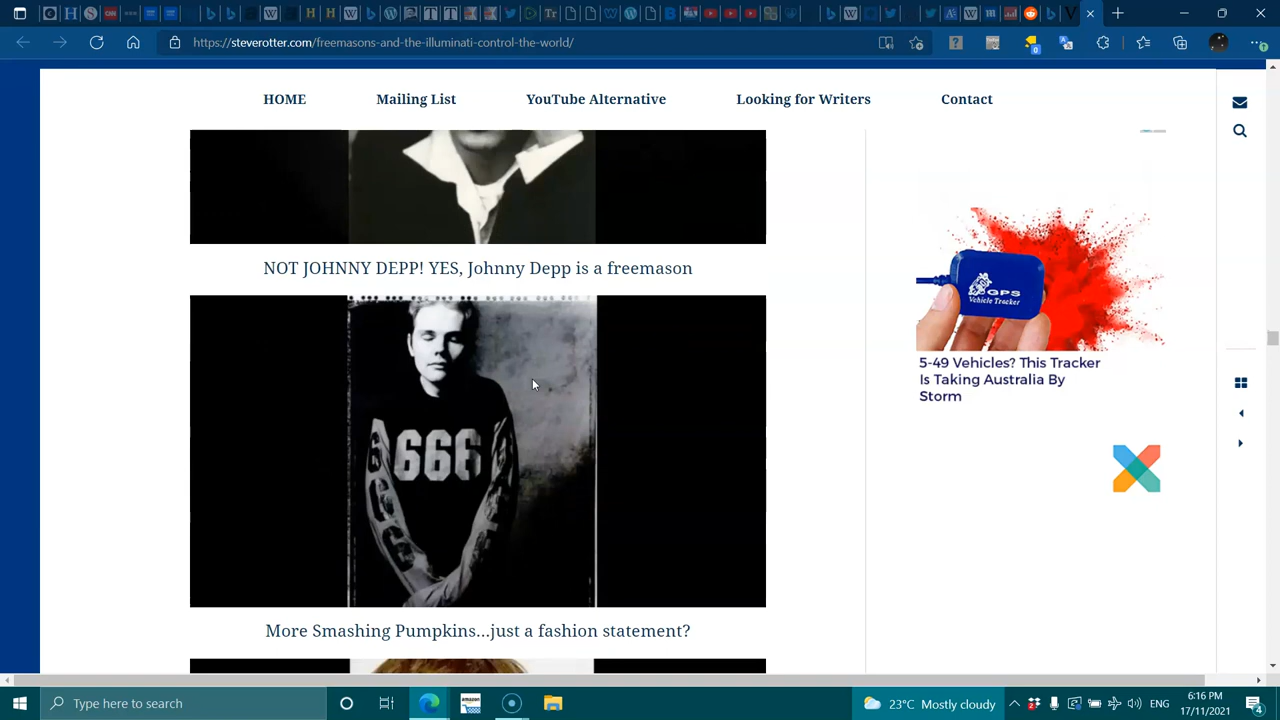 https://steverotter.com/freemasons-and-the-illuminati-control-the-world/
HOME
Mailing List
YouTube Alternative
Looking for Writers
Contact
NOT JOHNNY DEPP! YES, Johnny Depp is a freemason
666
More Smashing Pumpkins...just a fashion statement?
GPS
Vehicle Tracker
5-49 Vehicles? This Tracker
Is Taking Australia By
Storm
Type here to search
23°C Mostly cloudy
ENG
6:16 PM
17/11/2021